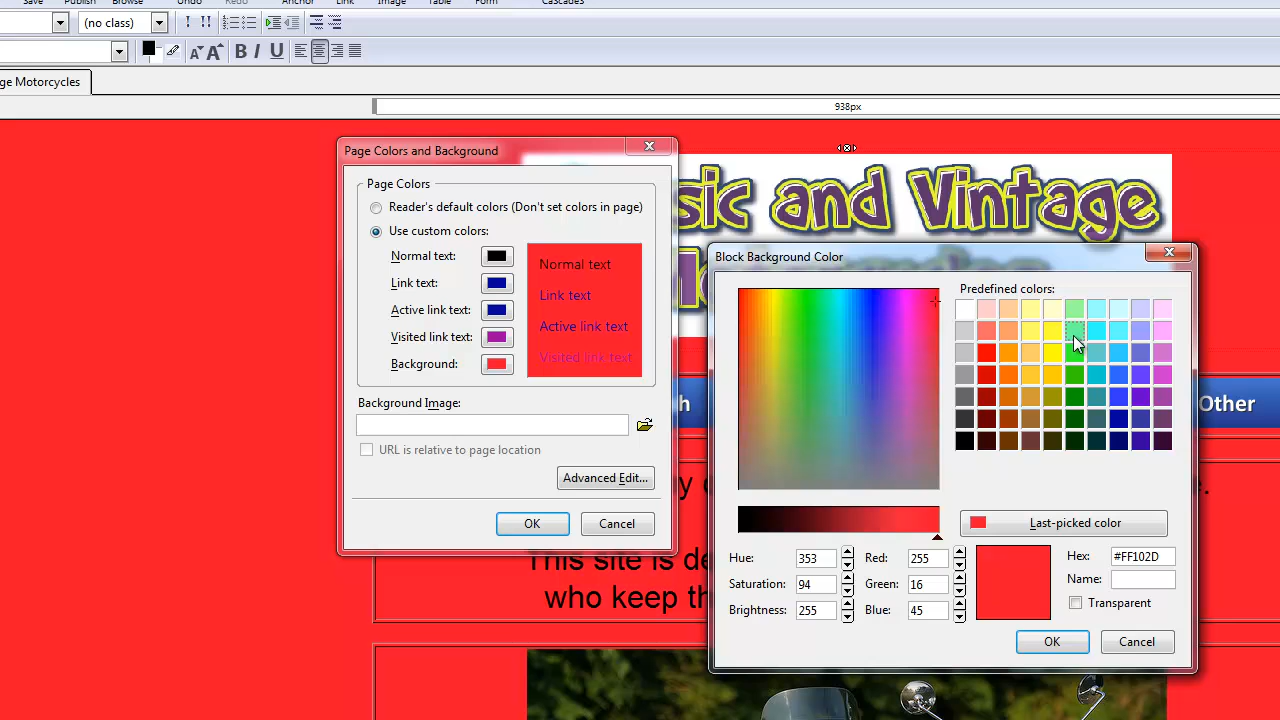 Save Publish Browse Undo Redo Anchor Link Image Table Form CaScadeS
(no class)
B I U
ge Motorcycles
938px
Page Colors and Background
Page Colors
Reader's default colors (Don't set colors in page)
Use custom colors:
Normal text:
Link text:
Active link text:
Visited link text:
Background:
Normal text
Link text
Active link text
Visited link text
Background Image:
URL is relative to page location
Advanced Edit...
OK Cancel
sic and Vintage
Block Background Color
Predefined colors:
Last-picked color
Hue: 353 Red: 255
Saturation: 94 Green: 16
Brightness: 255 Blue: 45
Hex: #FF102D
Name:
Transparent
OK Cancel
h Other
This site is de
who keep th